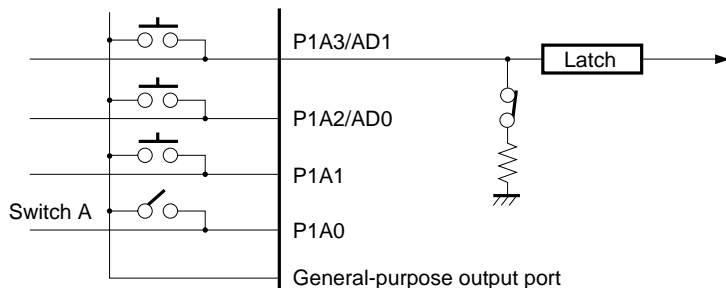 P1A3/AD1
Latch
P1A2/AD0
P1A1
Switch A
P1A0
General-purpose output port